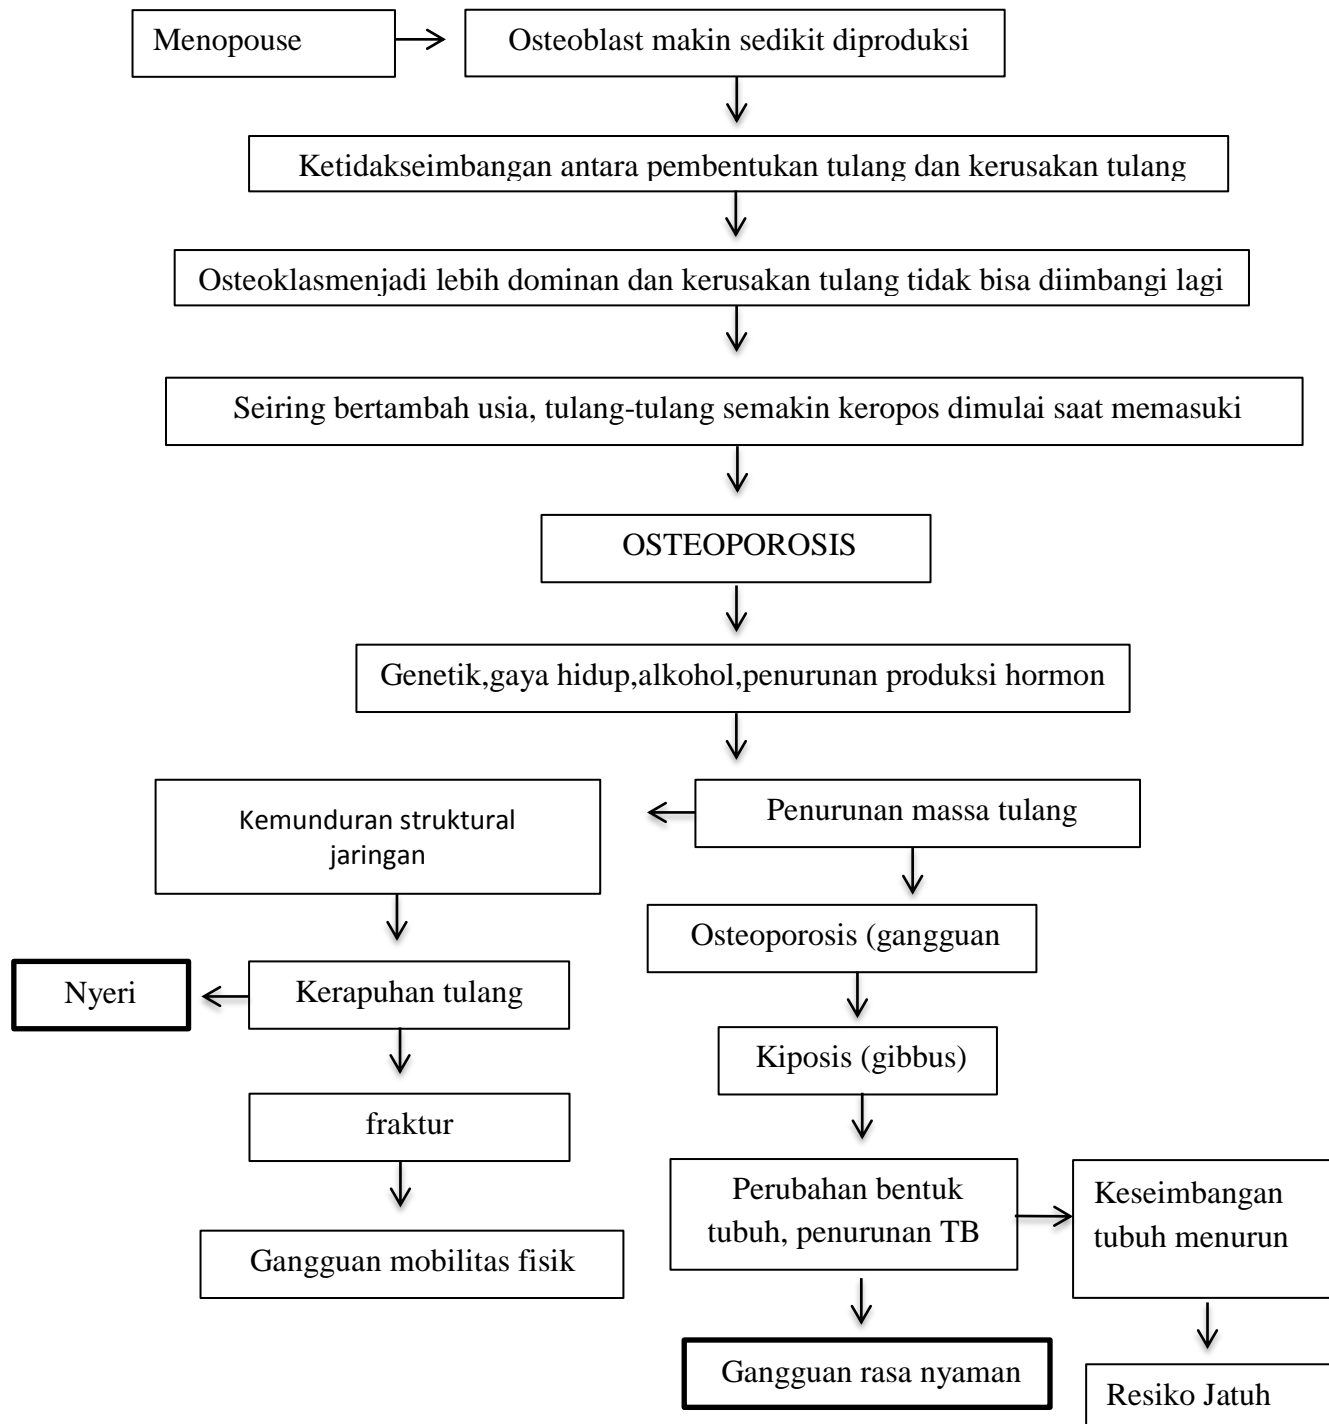 Menopouse
Osteoblast makin sedikit diproduksi
Ketidakseimbangan antara pembentukan tulang dan kerusakan tulang
Osteoklasmenjadi lebih dominan dan kerusakan tulang tidak bisa diimbangi lagi
Seiring bertambah usia, tulang-tulang semakin keropos dimulai saat memasuki
OSTEOPOROSIS
Genetik,gaya hidup,alkohol,penurunan produksi hormon
Kemunduran struktural
jaringan
Penurunan massa tulang
Osteoporosis (gangguan
Nyeri
Kerapuhan tulang
Kiposis (gibbus)
fraktur
Perubahan bentuk
tubuh, penurunan TB
Keseimbangan
tubuh menurun
Gangguan mobilitas fisik
Gangguan rasa nyaman
Resiko Jatuh